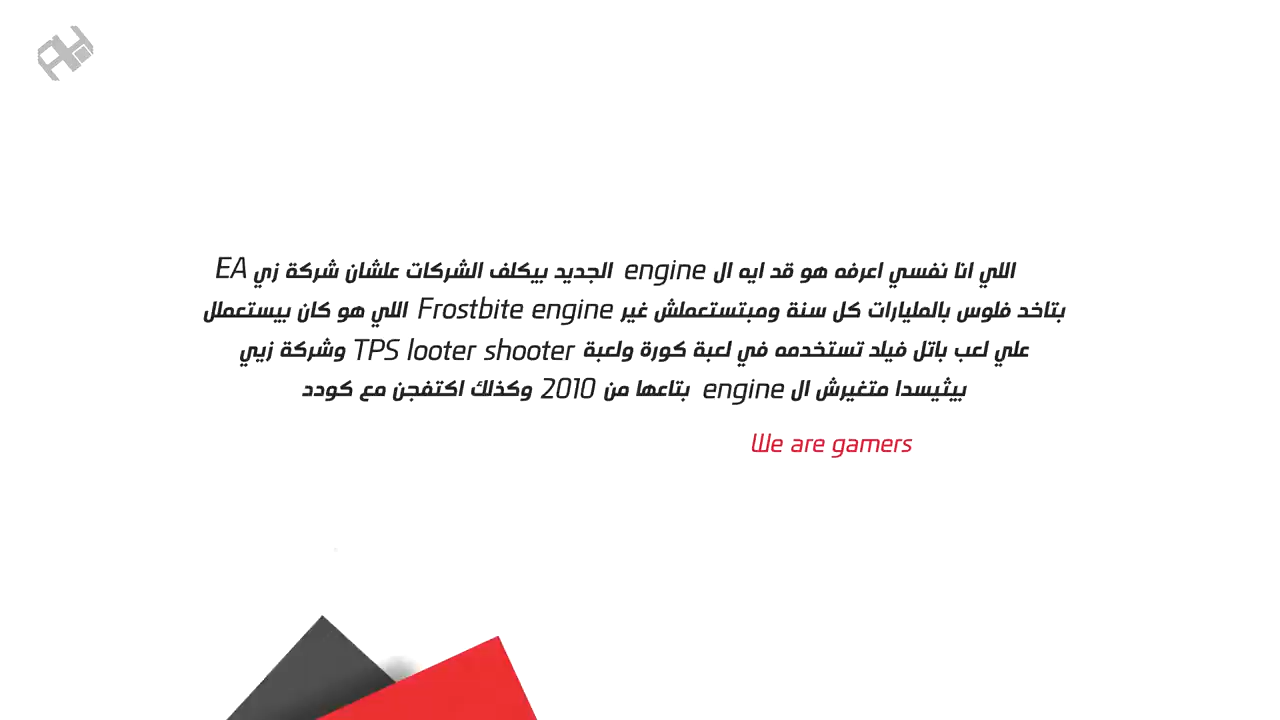 اللي انا نفسي اعرفه هو قد ايه ال engine الجديد بيكلف الشركات علشان شركة زي EA
بتاخد فلوس بالمليارات كل سنة ومبتستعملش غير Frostbite engine اللي هو كان بيستعملل
علي لعب باتل فيلد تستخدمه في لعبة كورة ولعبة TPS looter shooter وشركة زيي
بيثيسدا متغيرش ال engine بتاعها من 2010 وكذلك اكتفجن مع كودد
We are gamers